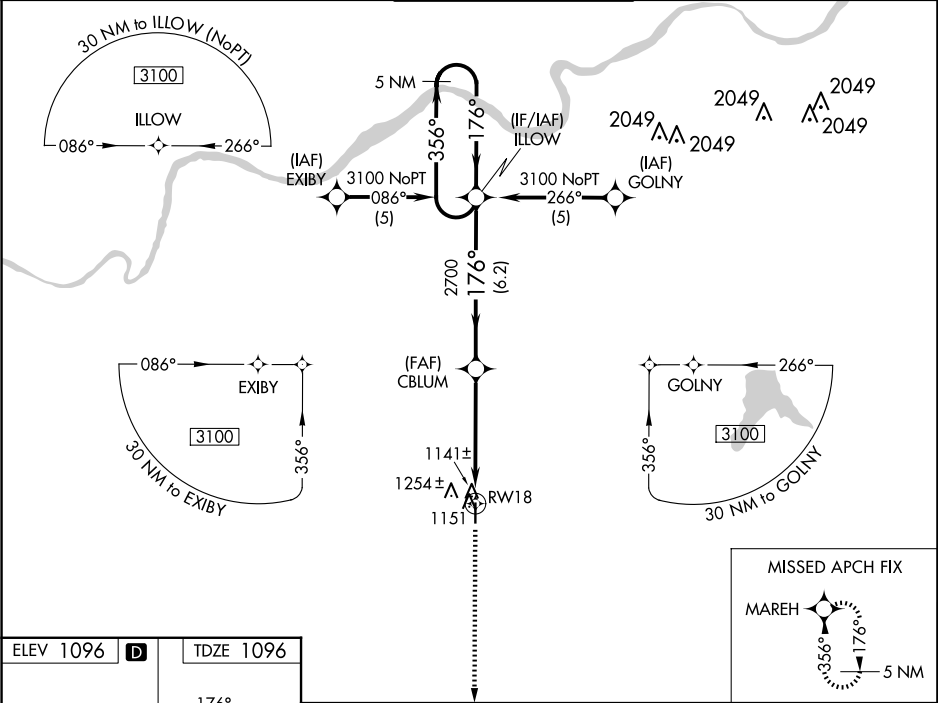 30 NM to ILLOW (NoPT)
3100
ILLOW
086°
266°
5 NM
356°
176°
(IF/IAF)
ILLOW
2049
2049
2049
2049
2049
(IAF)
EXIBY
3100 NoPT
086°
(5)
3100 NoPT
266°
(5)
(IAF)
GOLNY
2700
176°
(6.2)
086°
EXIBY
3100
356°
30 NM to EXIBY
(FAF)
CBLUM
GOLNY
266°
3100
356°
30 NM to GOLNY
1141±
1254±
RW18
1151
MISSED APCH FIX
MAREH
356°
176°
5 NM
ELEV 1096 D TDZE 1096